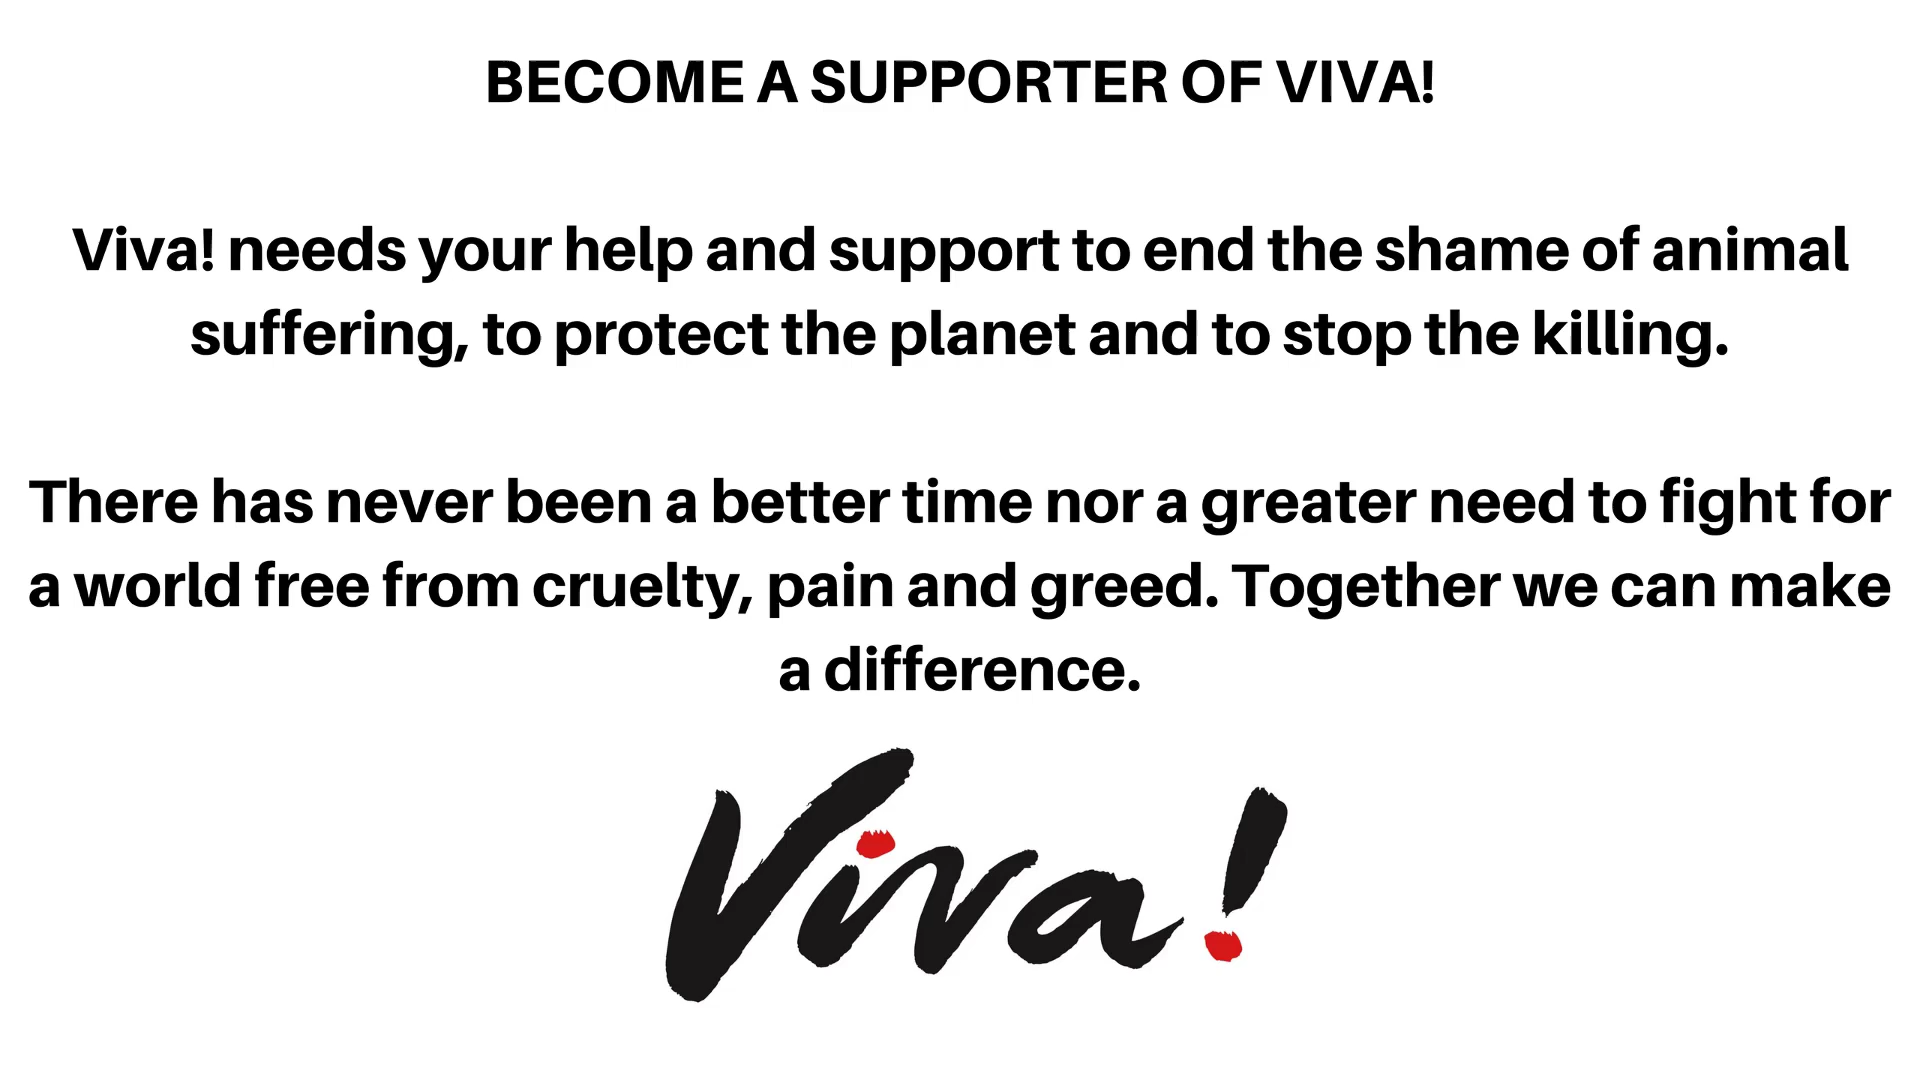 BECOME A SUPPORTER OF VIVA!
Viva! needs your help and support to end the shame of animal
suffering, to protect the planet and to stop the killing.
There has never been a better time nor a greater need to fight for
a world free from cruelty, pain and greed. Together we can make
a difference.
Viva!